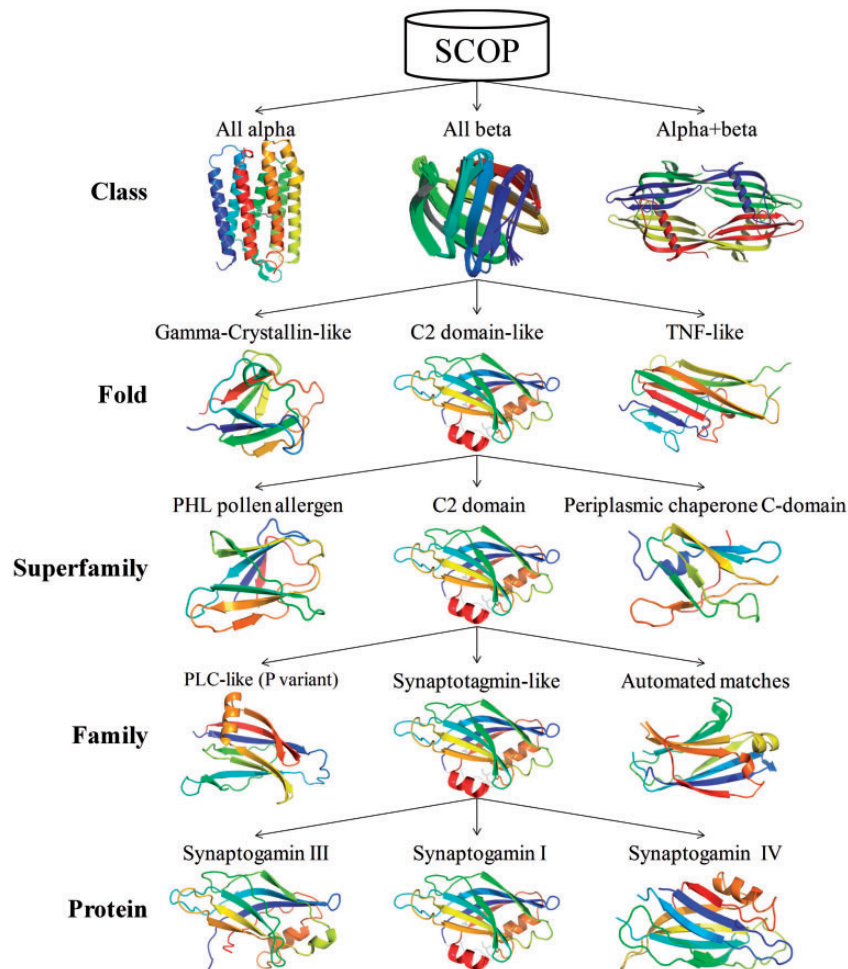 SCOP
All alpha
All beta
Alpha+beta
Class
Gamma-Crystallin-like
C2 domain-like
TNF-like
Fold
PHL pollen allergen
C2 domain
Periplasmic chaperone C-domain
Superfamily
PLC-like (P variant)
Synaptotagmin-like
Automated matches
Family
Synaptogamin III
Synaptogamin I
Synaptogamin IV
Protein